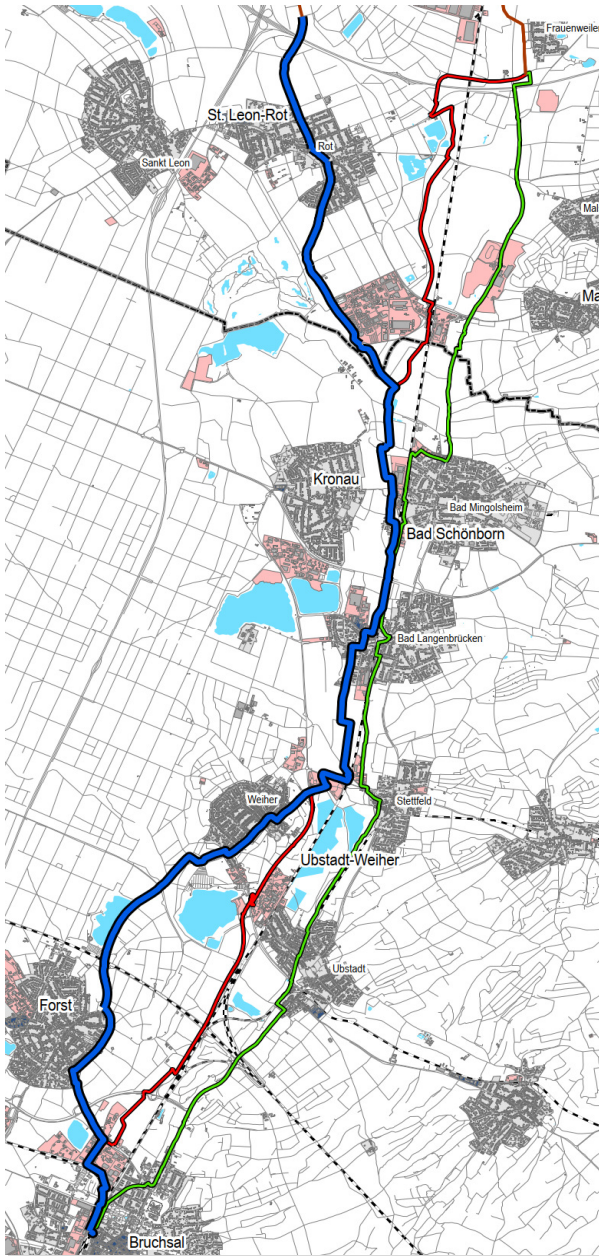 Frauenweiler
St. Leon-Rot
Rot
Sankt Leon
Mal
Ma
Kronau
Bad Mingolsheim
Bad Schönborn
Bad Langenbrücken
Weiher
Stettfeld
Ubstadt-Weiher
Ubstadt
Forst
Bruchsal